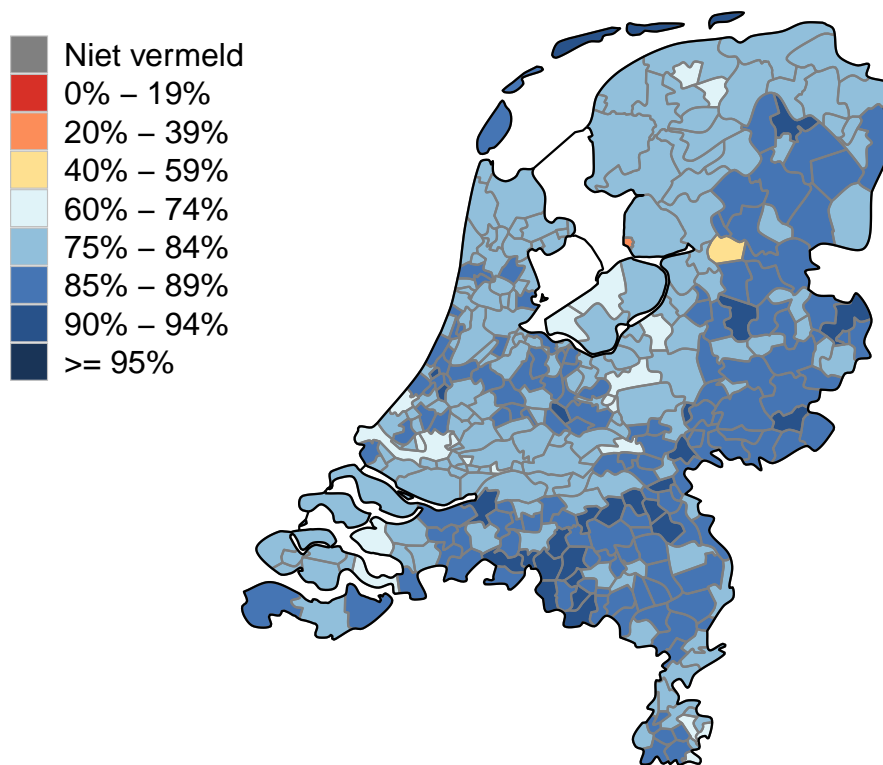 Niet vermeld
0% – 19%
20% – 39%
40% – 59%
60% – 74%
75% – 84%
85% – 89%
90% – 94%
>= 95%